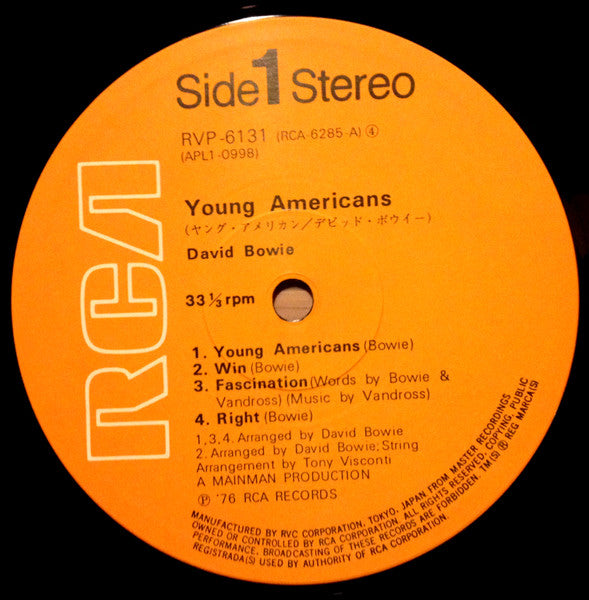 Side 1 Stereo
RVP-6131 (RCA-6285-A) ④
(APL1-0998)
RCA
Young Americans
(ヤング・アメリカン/デビッド・ボウイー)
David Bowie
33 ⅓ rpm
1. Young Americans (Bowie)
2. Win (Bowie)
3. Fascination (Words by Bowie &
Vandross) (Music by Vandross)
4. Right (Bowie)
1,3,4. Arranged by David Bowie
2. Arranged by David Bowie; String
Arrangement by Tony Visconti
A MAINMAN PRODUCTION
Ⓟ '76 RCA RECORDS
MANUFACTURED BY RVC CORPORATION, TOKYO, JAPAN FROM MASTER RECORDINGS
OWNED OR CONTROLLED BY RCA CORPORATION. ALL RIGHTS RESERVED. COPYING, PUBLIC
PERFORMANCE, BROADCASTING OF THESE RECORDS ARE FORBIDDEN. TM(S) ® REG MARCA(S)
REGISTRADA(S) USED BY AUTHORITY OF RCA CORPORATION.